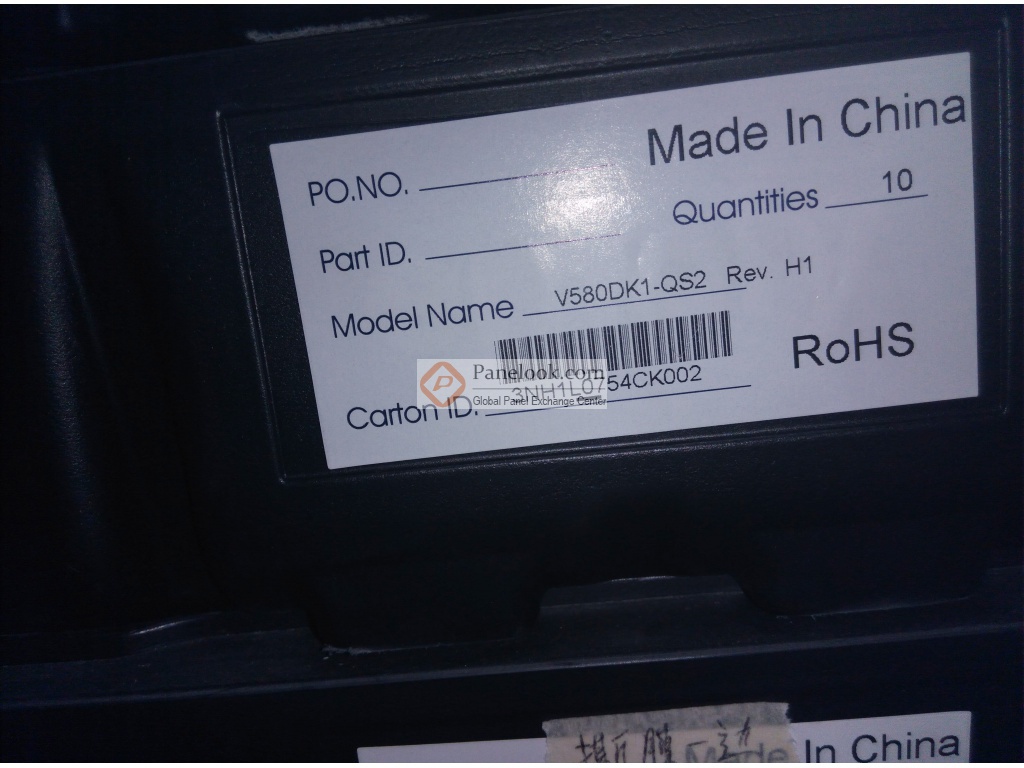 Made In China
PO.NO.
Quantities 10
Part ID.
Model Name V580DK1-QS2 Rev. H1
RoHS
Carton ID. 3NH1L0754CK002
Panelook.com
Global Panel Exchange Center
Made In China